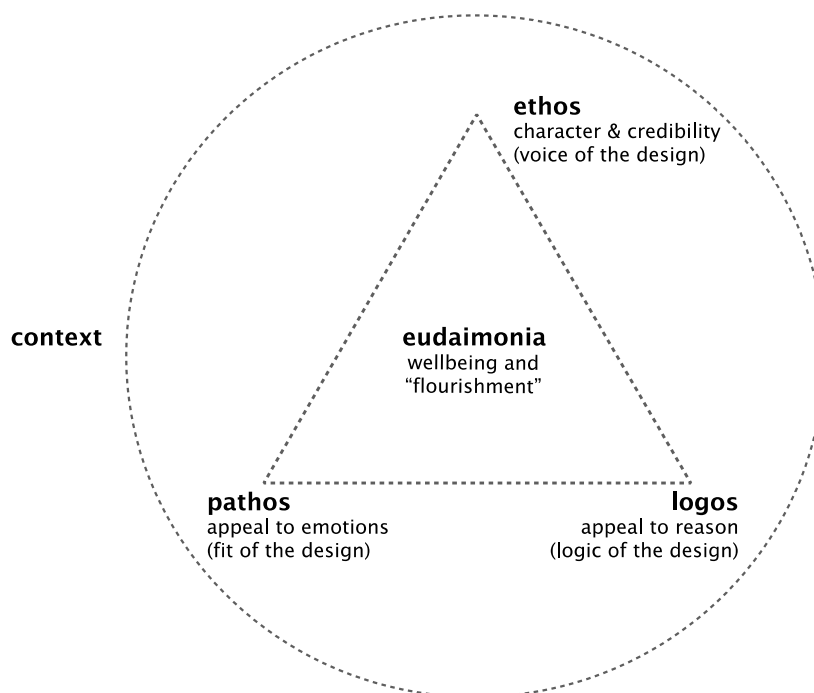 ethos
character & credibility
(voice of the design)
context
eudaimonia
wellbeing and
“flourishment”
pathos
appeal to emotions
(fit of the design)
logos
appeal to reason
(logic of the design)